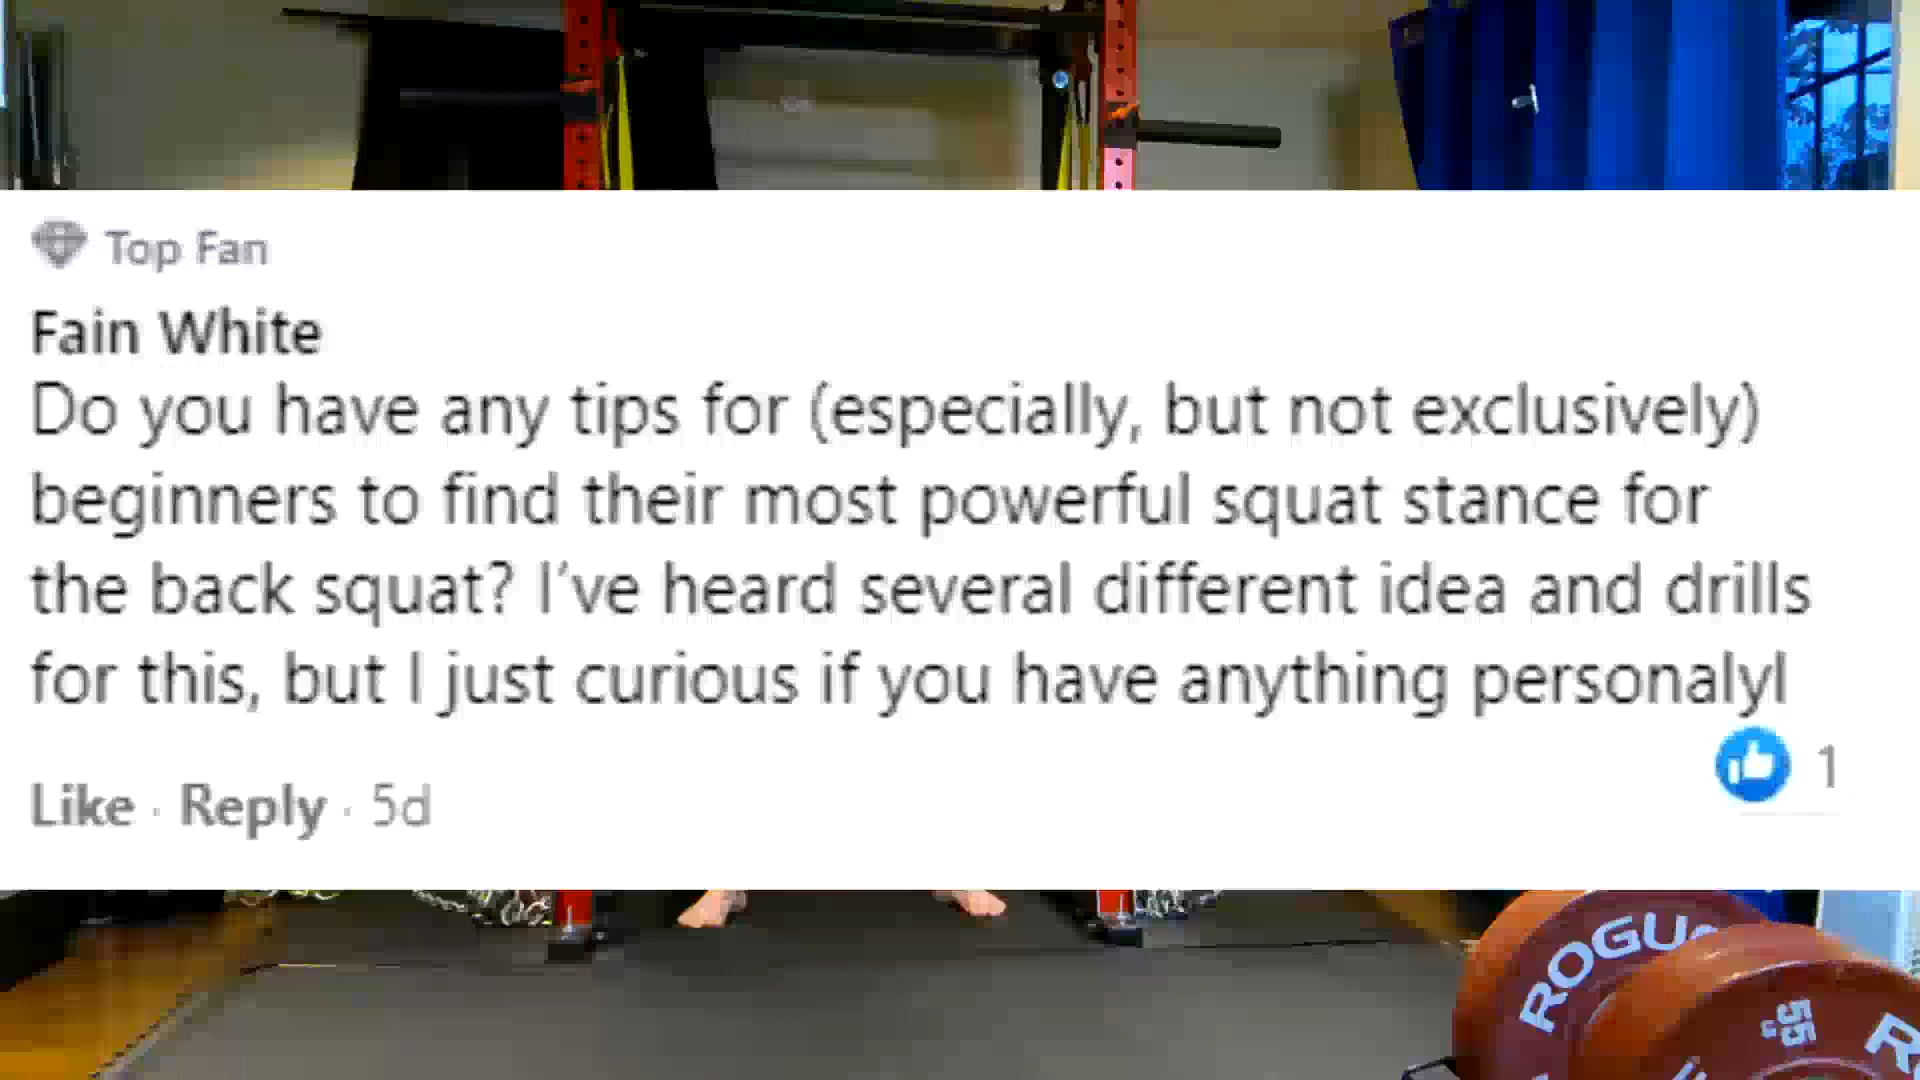 Top Fan
Fain White
Do you have any tips for (especially, but not exclusively)
beginners to find their most powerful squat stance for
the back squat? I've heard several different idea and drills
for this, but I just curious if you have anything personalyl
1
Like · Reply · 5d
ROGU
55
R